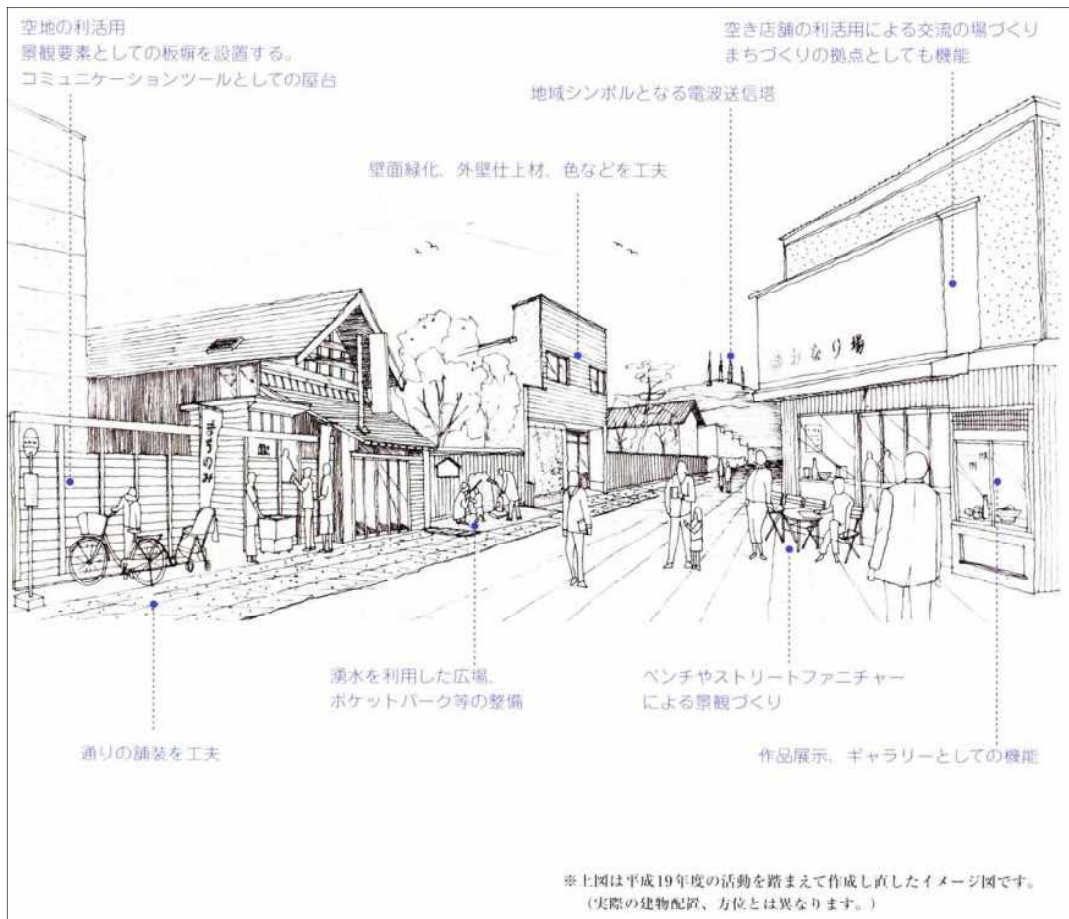 空地の利活用
景観要素としての板塀を設置する。
コミュニケーションツールとしての屋台
空き店舗の利活用による交流の場づくり
まちづくりの拠点としても機能
地域シンボルとなる電波送信塔
壁面緑化、外壁仕上材、色などを工夫
なり場
のみ
湧水を利用した広場、
ポケットパーク等の整備
ベンチやストリートファニチャー
による景観づくり
通りの舗装を工夫
作品展示、ギャラリーとしての機能
※上図は平成19年度の活動を踏まえて作成し直したイメージ図です。
(実際の建物配置、方位とは異なります。)